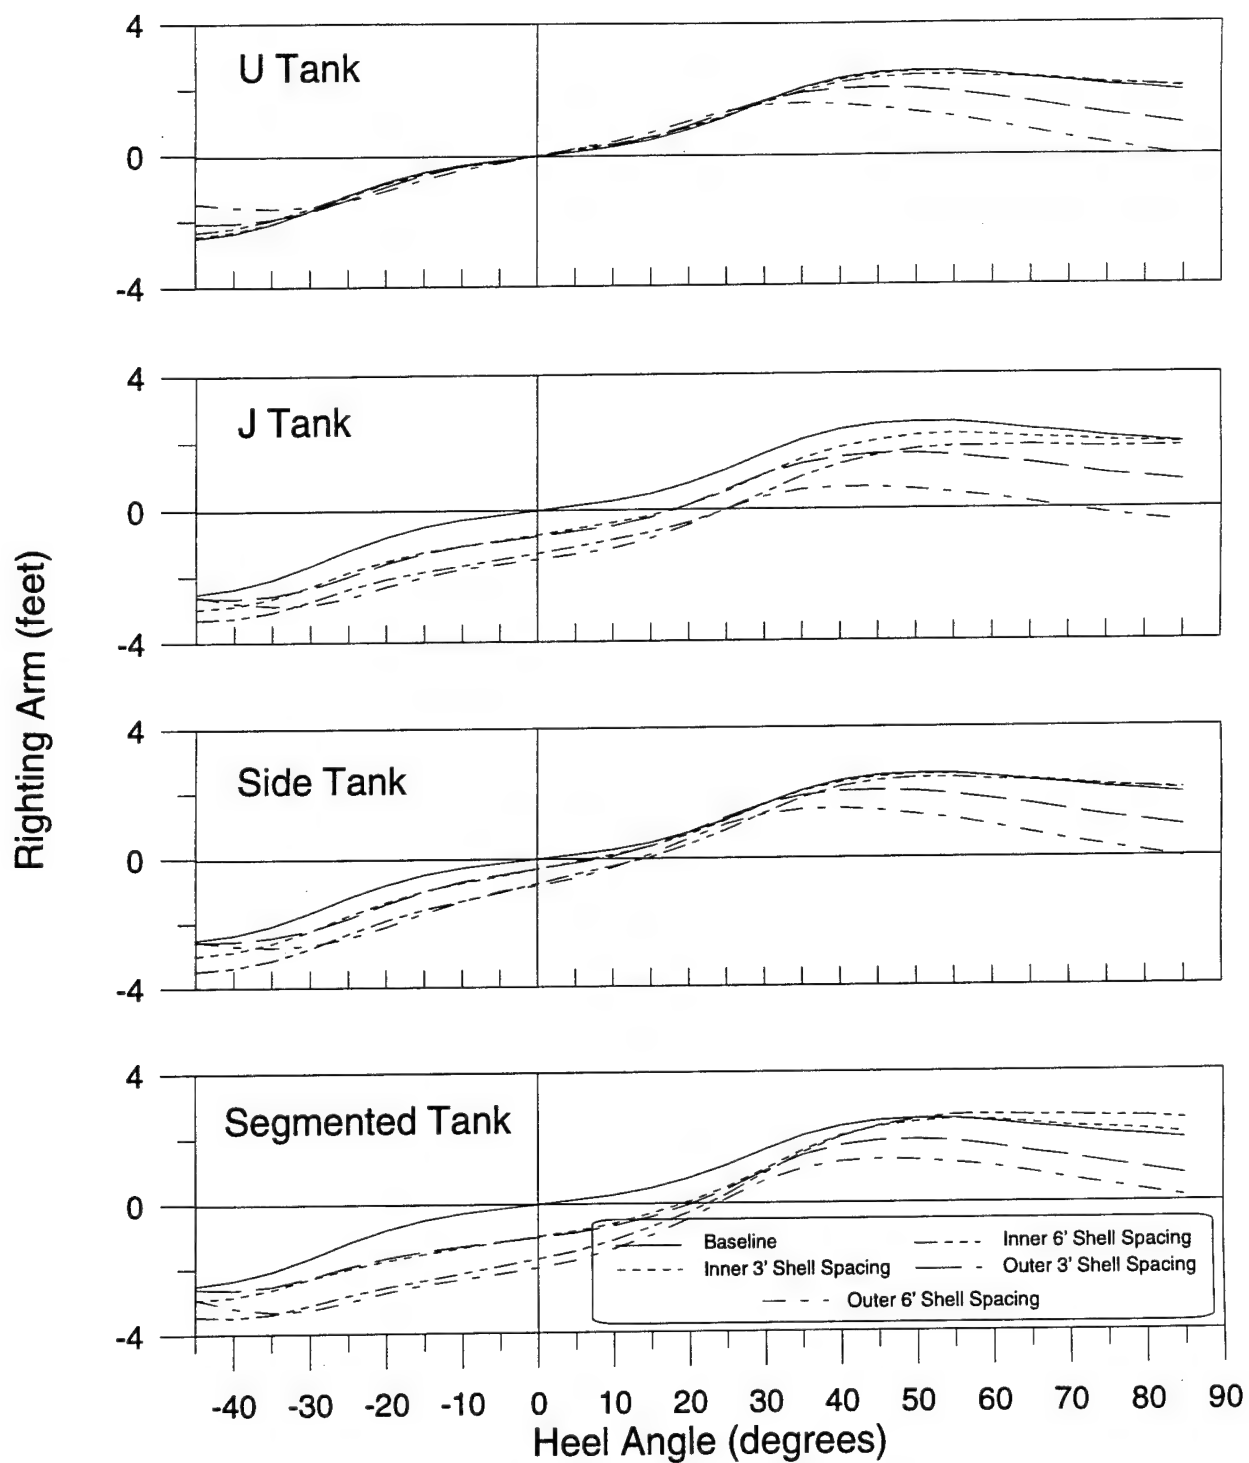 4
U Tank
0
-4
4
J Tank
0
-4
Righting Arm (feet)
4
Side Tank
0
-4
4
Segmented Tank
0
Baseline
Inner 6' Shell Spacing
Inner 3' Shell Spacing
Outer 3' Shell Spacing
Outer 6' Shell Spacing
-4
-40 -30 -20 -10 0 10 20 30 40 50 60 70 80 90
Heel Angle (degrees)